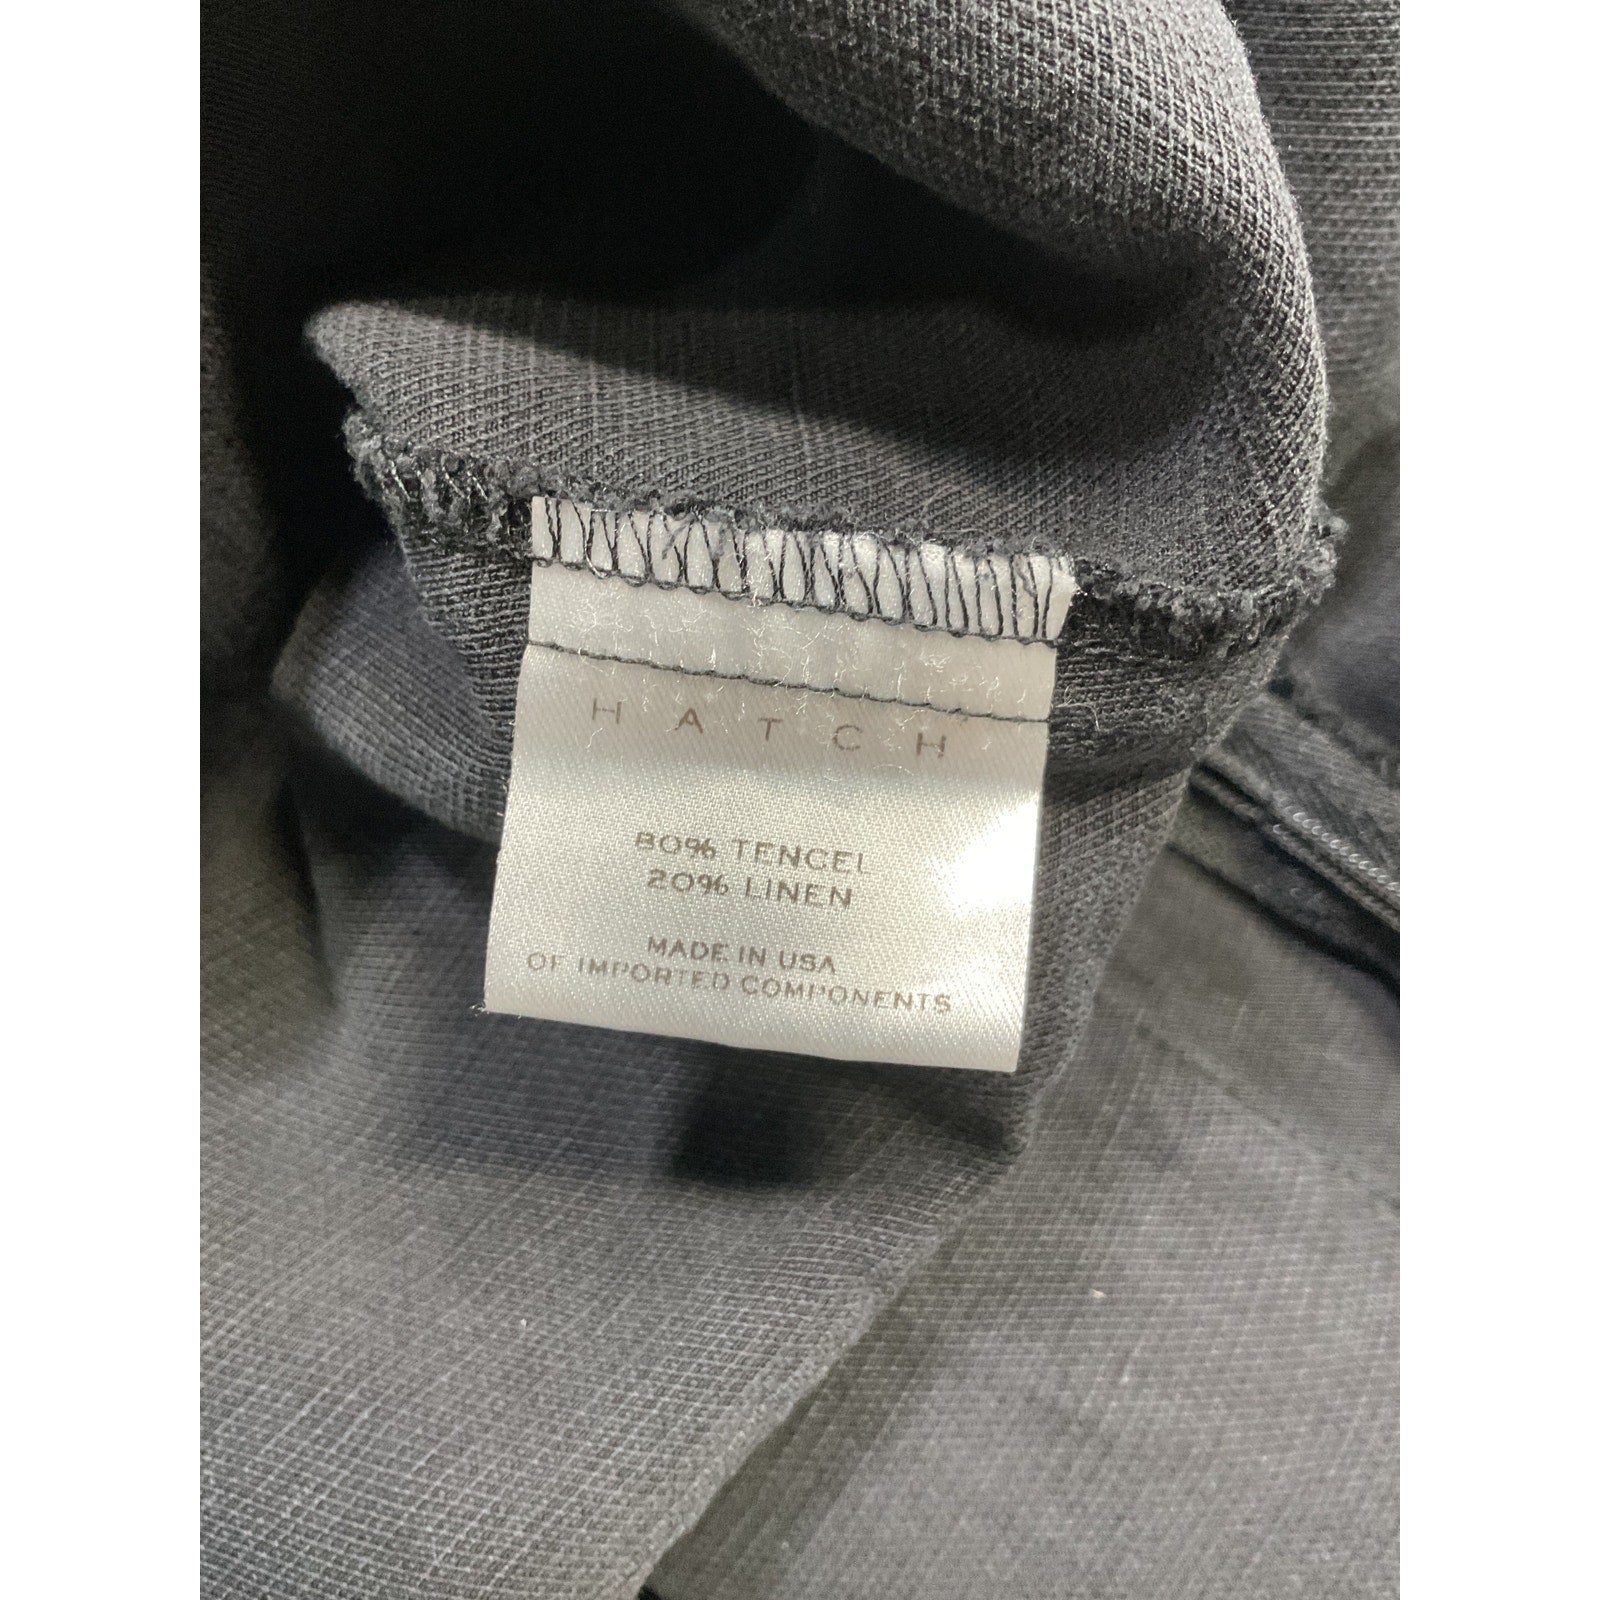 HATCH
80% TENCEL
20% LINEN
MADE IN USA
OF IMPORTED COMPONENTS